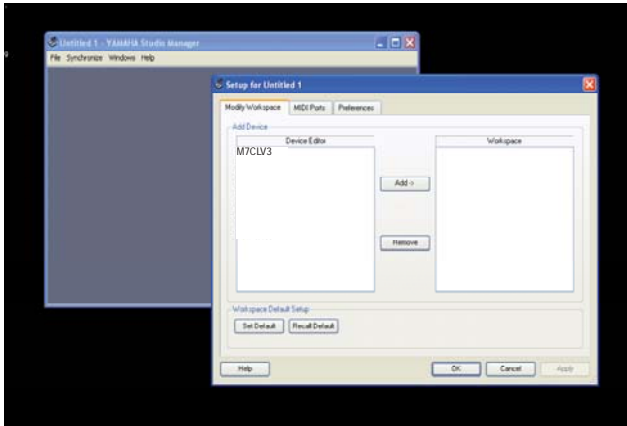 Untitled 1 - YAMAHA Studio Manager
File Synchronize Windows Help
Setup for Untitled 1
Modify Workspace MIDI Ports Preferences
Add Device
Device Editor Workspace
M7CLV3
Add ->
Remove
Workspace Default Setup
Set Default Recall Default
Help OK Cancel Apply